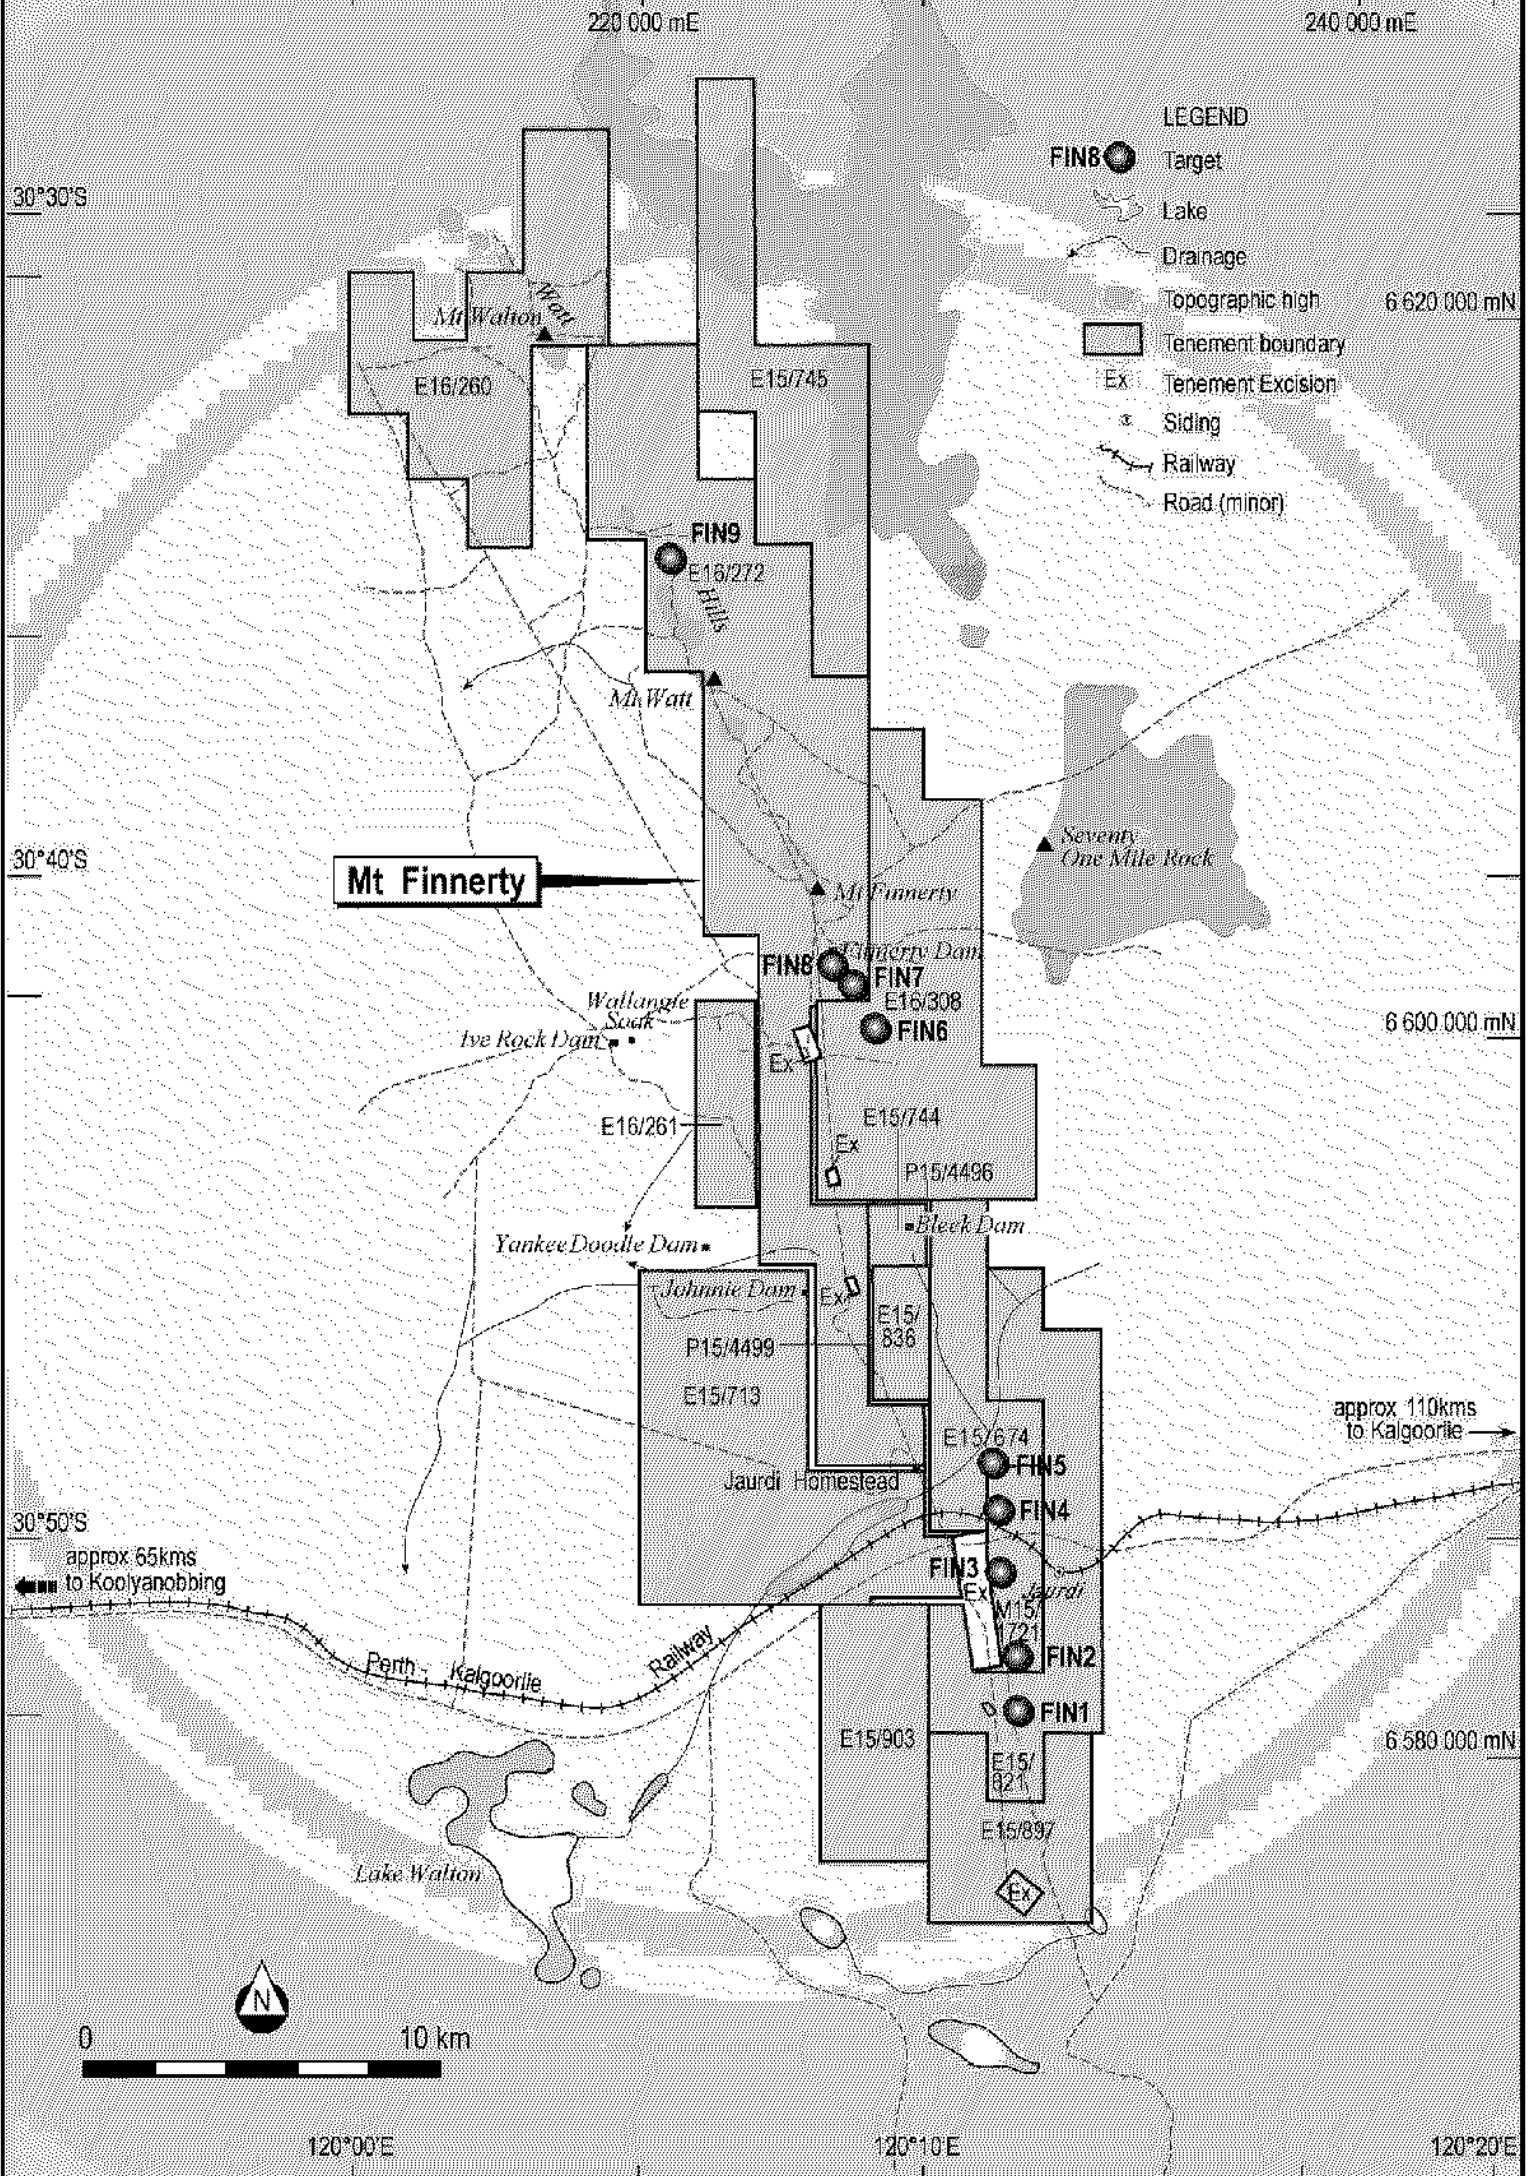 220 000 mE
240 000 mE
LEGEND
FIN8
Target
30°30'S
Lake
Drainage
Topographic high
6 620 000 mN
Watt
Mt Walton
Tenement boundary
E16/260
E15/745
Ex
Tenement Excision
Siding
Railway
Road (minor)
FIN9
E16/272
Hills
Mt Watt
Seventy
One Mile Rock
30°40'S
Mt Finnerty
Mt Finnerty
Finnerty Dam
FIN8
FIN7
E16/308
Wallangie
Soak
FIN6
6 600 000 mN
Ive Rock Dam
Ex
E15/744
E16/261
Ex
P15/4496
Bleek Dam
Yankee Doodle Dam
Johnnie Dam
Ex
E15/
836
P15/4499
E15/713
approx 110kms
to Kalgoorlie
E15/674
FIN5
Jaurdi Homestead
FIN4
30°50'S
approx 65kms
to Koolyanobbing
FIN3
Ex
Jaurdi
M15/
1721
FIN2
Perth - Kalgoorlie Railway
FIN1
E15/903
6 580 000 mN
E15/
821
E15/897
Lake Walton
Ex
N
0
10 km
120°00'E
120°10'E
120°20'E